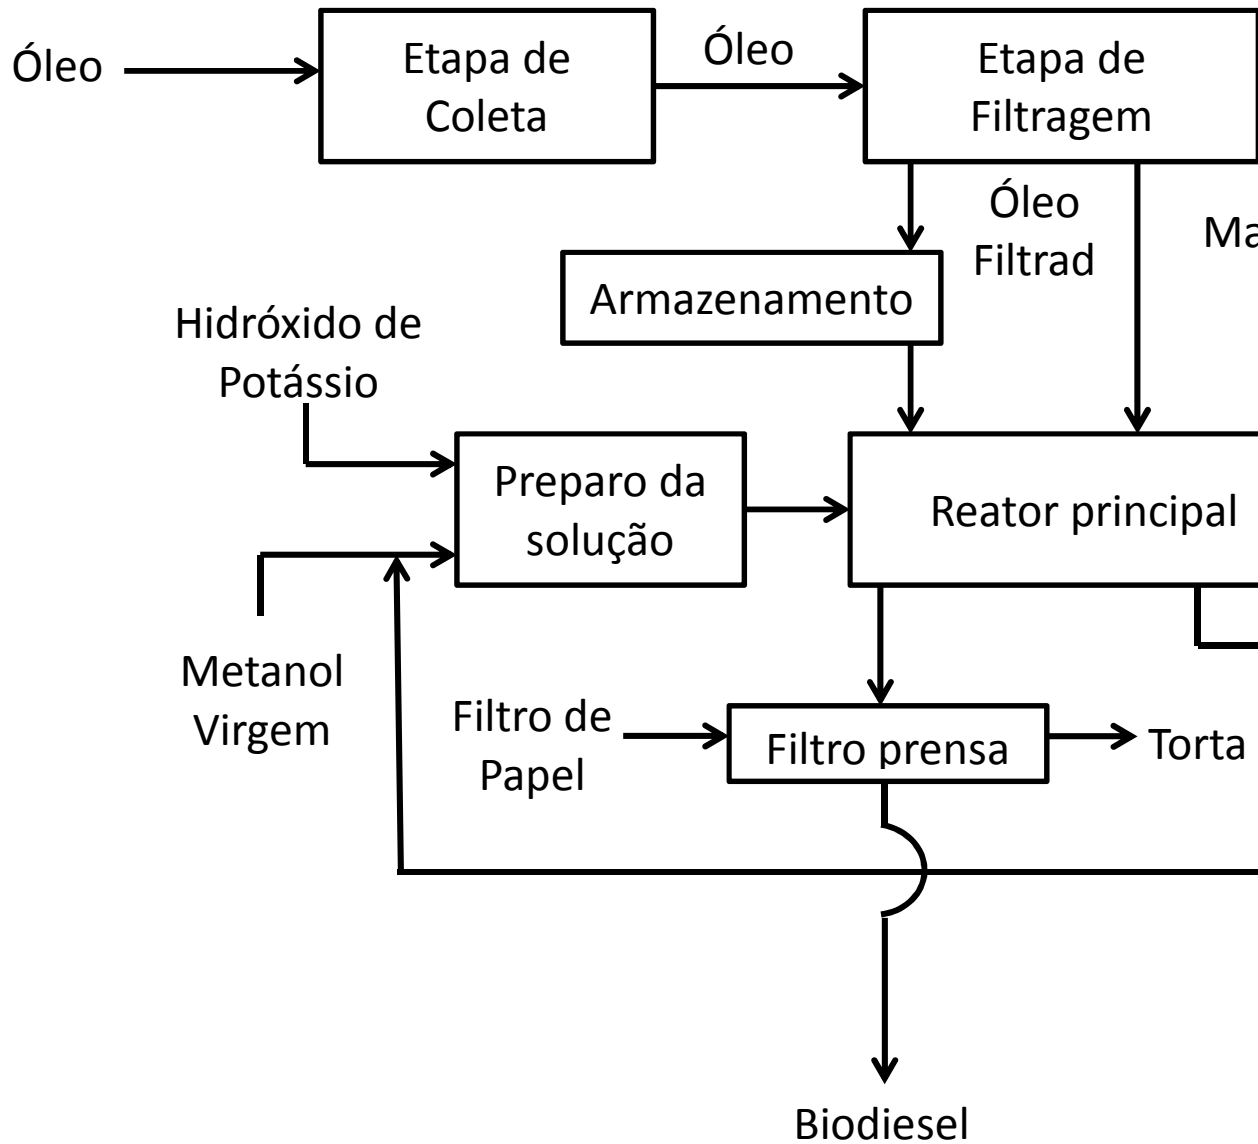 Óleo
Etapa de
Coleta
Óleo
Etapa de
Filtragem
Óleo
Filtrad
Ma
Armazenamento
Hidróxido de
Potássio
Preparo da
solução
Reator principal
Metanol
Virgem
Filtro de
Papel
Filtro prensa
Torta
Biodiesel